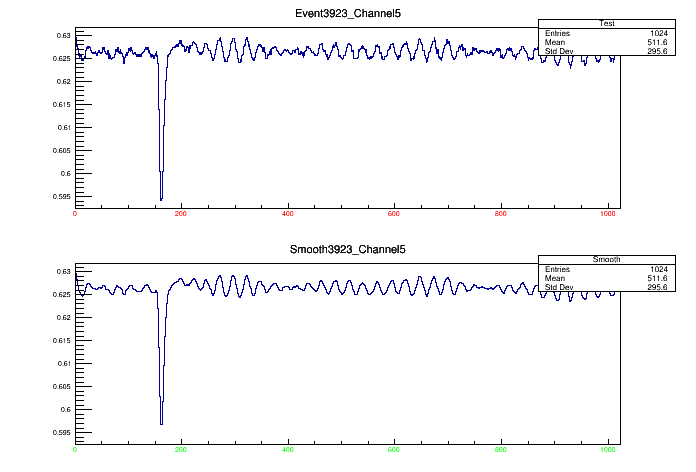 Event3923_Channel5
Test
Entries 1024
Mean 511.6
Std Dev 295.6
0.63
0.625
0.62
0.615
0.61
0.605
0.6
0.595
0 200 400 600 800 1000
Smooth3923_Channel5
Smooth
Entries 1024
Mean 511.6
Std Dev 295.6
0.63
0.625
0.62
0.615
0.61
0.605
0.6
0.595
0 200 400 600 800 1000